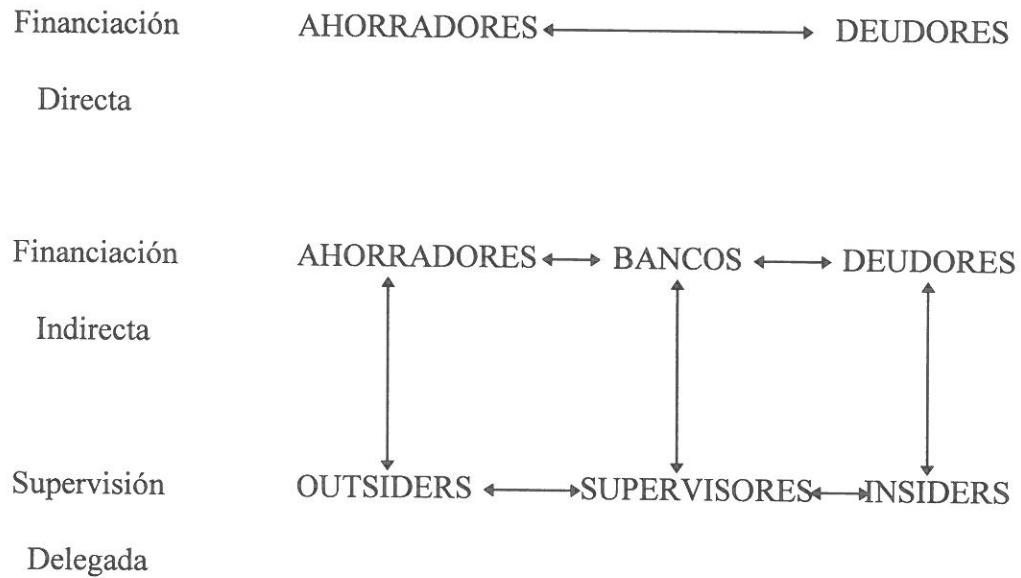 Financiación AHORRADORES DEUDORES
Directa
Financiación AHORRADORES BANCOS DEUDORES
Indirecta
Supervisión OUTSIDERS SUPERVISORES INSIDERS
Delegada